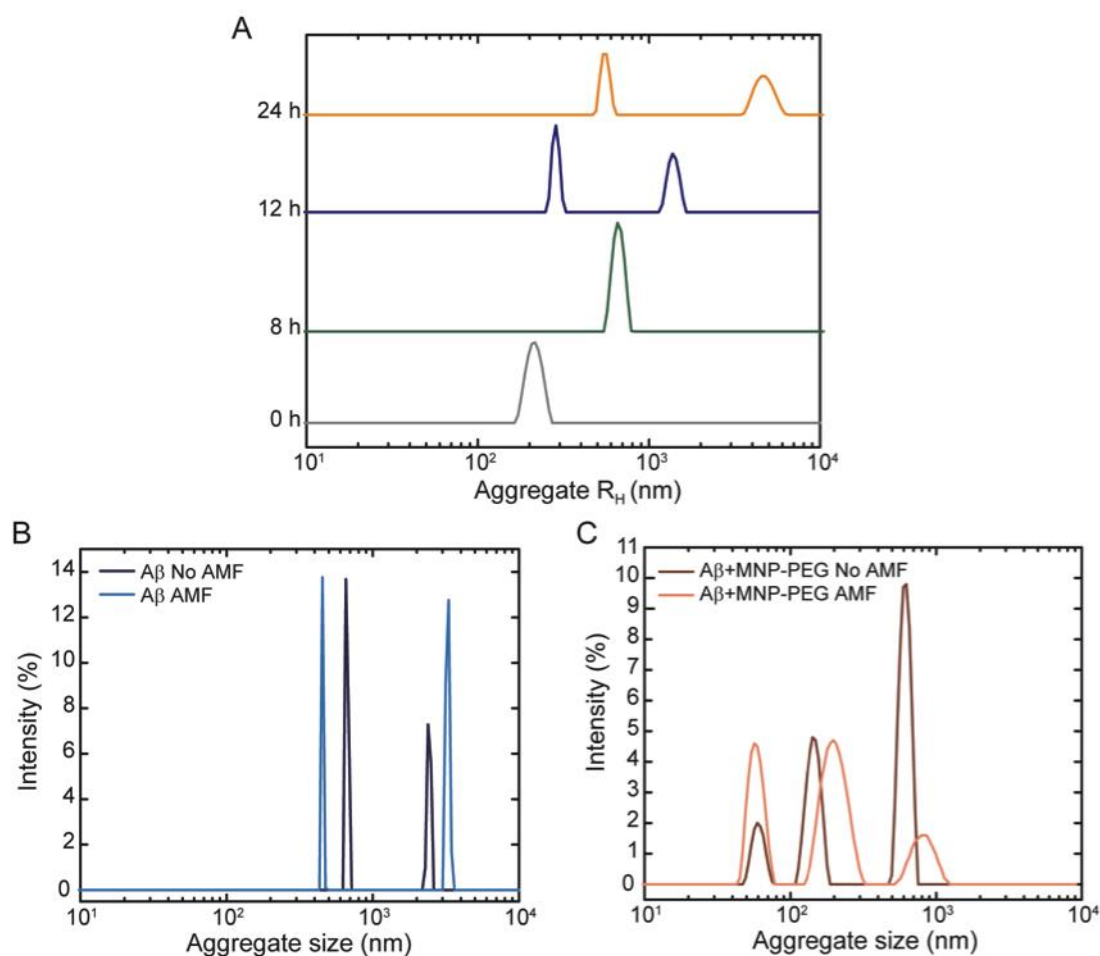 A
24 h
12 h
8 h
0 h
10¹ 10² 10³ 10⁴
Aggregate R_H (nm)
B
Aβ No AMF
Aβ AMF
14
12
10
8
6
4
2
0
Intensity (%)
10¹ 10² 10³ 10⁴
Aggregate size (nm)
C
Aβ+MNP-PEG No AMF
Aβ+MNP-PEG AMF
11
10
9
8
7
6
5
4
3
2
1
0
Intensity (%)
10¹ 10² 10³ 10⁴
Aggregate size (nm)